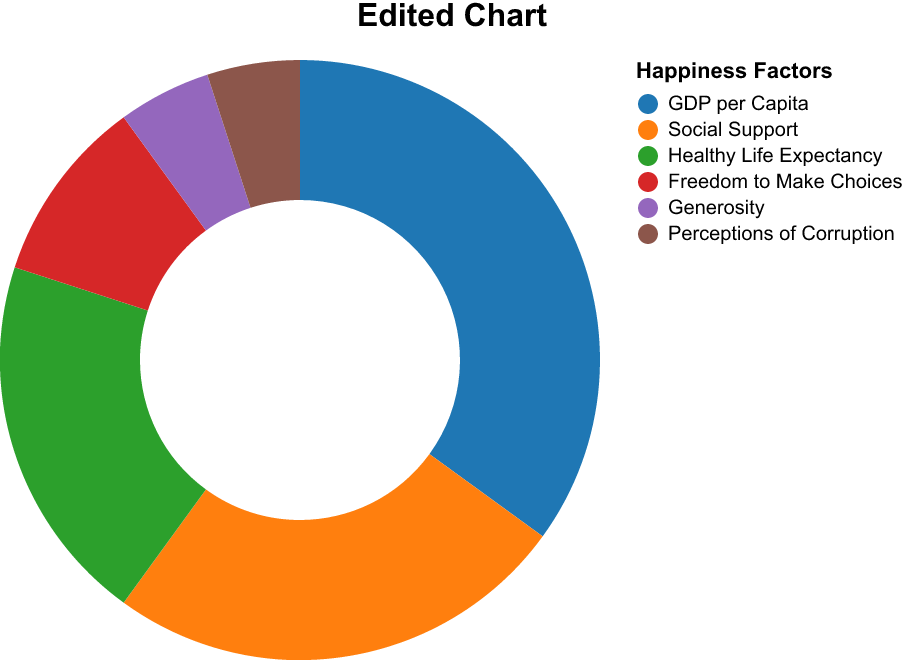 Edited Chart
Happiness Factors
GDP per Capita
Social Support
Healthy Life Expectancy
Freedom to Make Choices
Generosity
Perceptions of Corruption